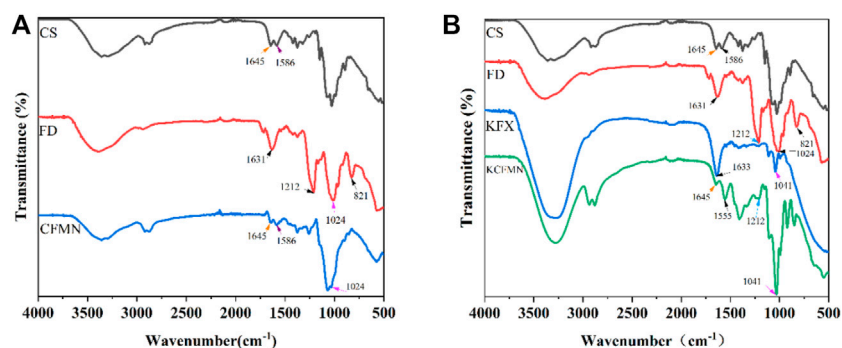 A
CS
1645
1586
FD
1631
1212
1024
821
CFMN
1645
1586
1024
Transmittance (%)
4000 3500 3000 2500 2000 1500 1000 500
Wavenumber(cm-1)
B
CS
1645
1586
FD
1631
KFX
1212
821
1024
1633
1041
KCFMN
1645
1555
1212
1041
Transmittance (%)
4000 3500 3000 2500 2000 1500 1000 500
Wavenumber（cm-1）